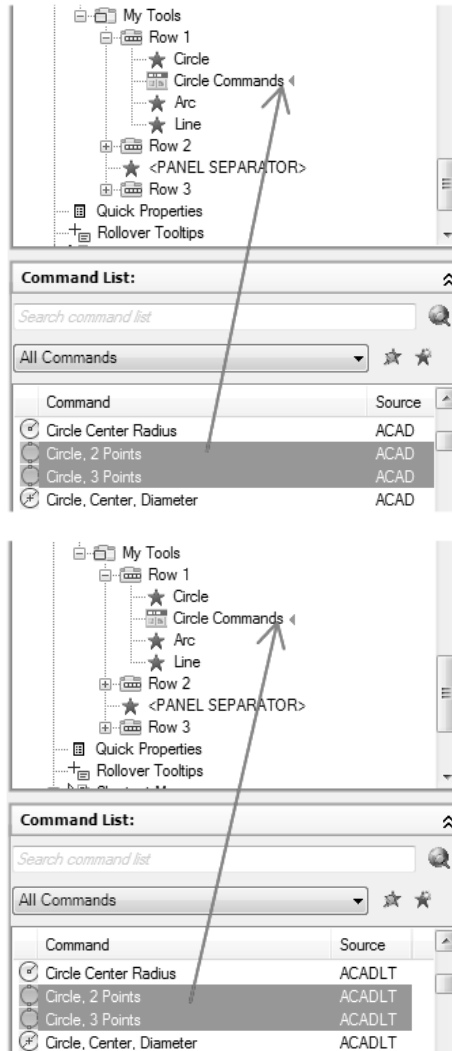 My Tools
Row 1
Circle
Circle Commands
Arc
Line
Row 2
<PANEL SEPARATOR>
Row 3
Quick Properties
Rollover Tooltips
Command List:
Search command list
All Commands
Command Source
Circle Center Radius ACAD
Circle, 2 Points ACAD
Circle, 3 Points ACAD
Circle, Center, Diameter ACAD
My Tools
Row 1
Circle
Circle Commands
Arc
Line
Row 2
<PANEL SEPARATOR>
Row 3
Quick Properties
Rollover Tooltips
Command List:
Search command list
All Commands
Command Source
Circle Center Radius ACADLT
Circle, 2 Points ACADLT
Circle, 3 Points ACADLT
Circle, Center, Diameter ACADLT